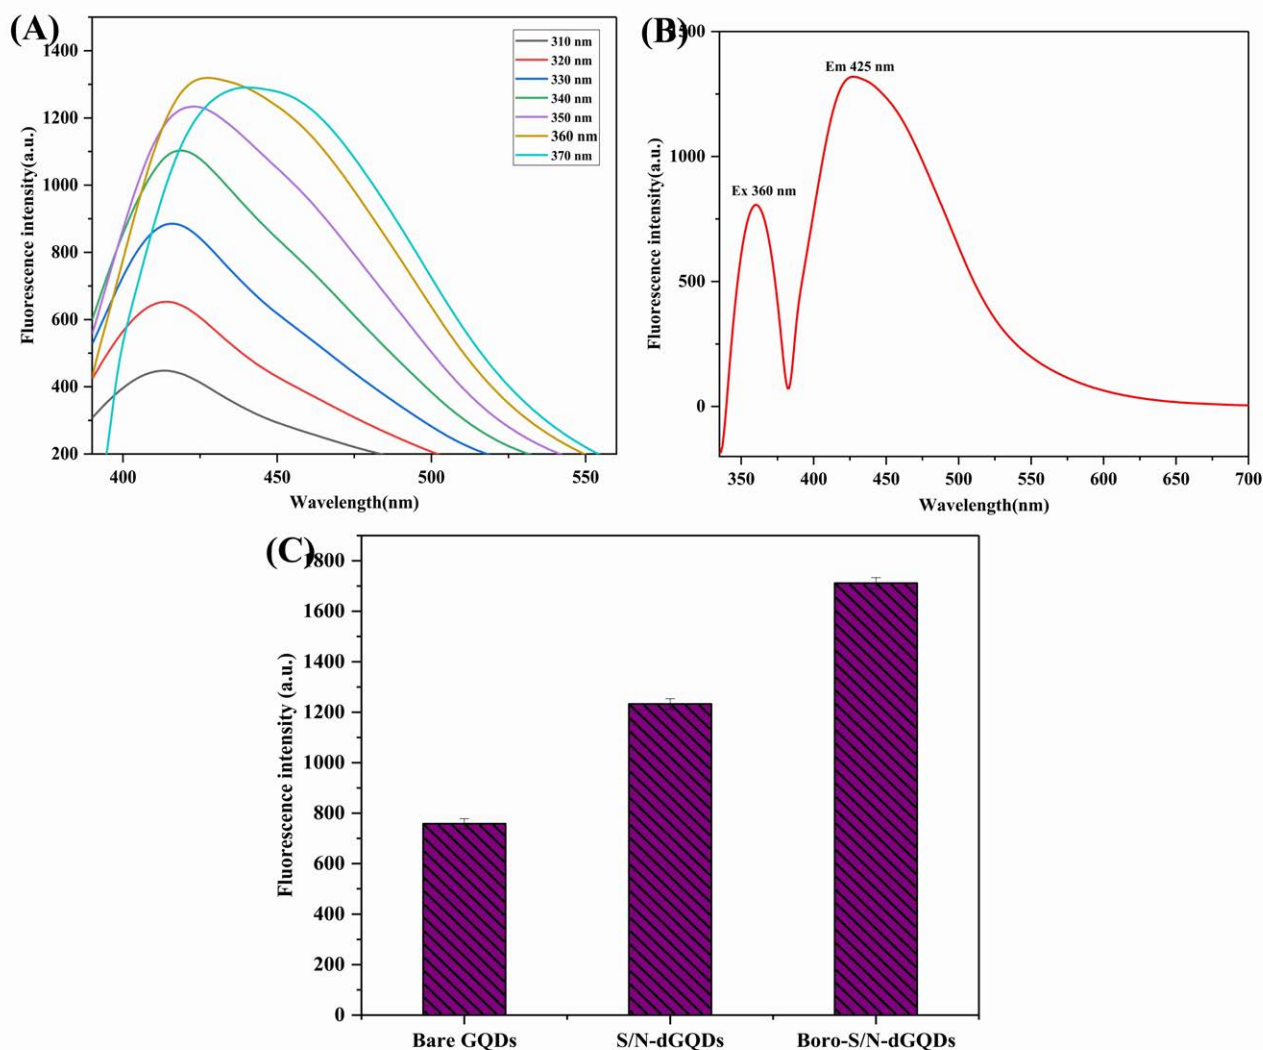 (A)
1400
1200
1000
800
600
400
200
400
450
500
550
Fluorescence intensity(a.u.)
Wavelength(nm)
310 nm
320 nm
330 nm
340 nm
350 nm
360 nm
370 nm
(B)
1000
500
0
350
400
450
500
550
600
650
700
Fluorescence intensity(a.u.)
Wavelength(nm)
Ex 360 nm
Em 425 nm
(C)
1800
1600
1400
1200
1000
800
600
400
200
0
Fluorescence intensity (a.u.)
Bare GQDs
S/N-dGQDs
Boro-S/N-dGQDs